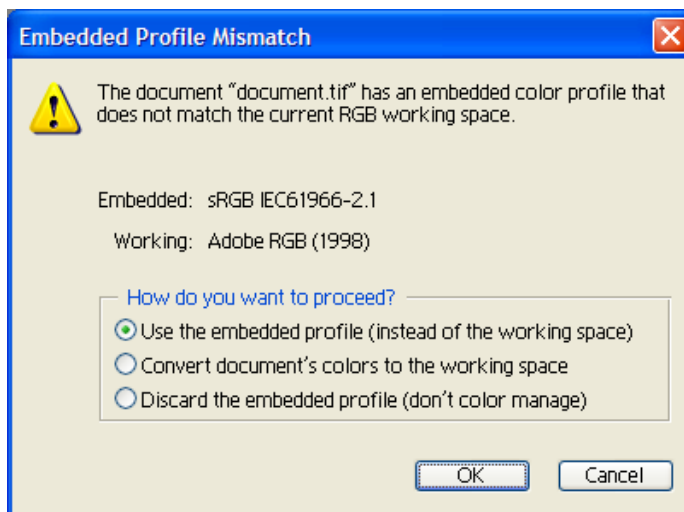 Embedded Profile Mismatch
The document "document.tif" has an embedded color profile that
does not match the current RGB working space.
Embedded: sRGB IEC61966-2.1
Working: Adobe RGB (1998)
How do you want to proceed?
Use the embedded profile (instead of the working space)
Convert document's colors to the working space
Discard the embedded profile (don't color manage)
OK Cancel